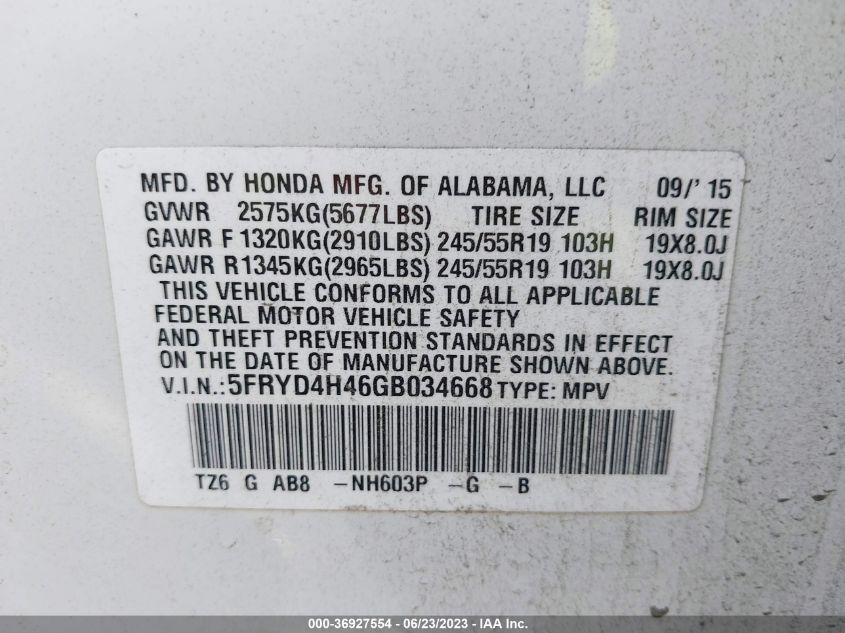 MFD. BY HONDA MFG. OF ALABAMA, LLC 09/'15
GVWR 2575KG(5677LBS) TIRE SIZE RIM SIZE
GAWR F 1320KG(2910LBS) 245/55R19 103H 19X8.0J
GAWR R1345KG(2965LBS) 245/55R19 103H 19X8.0J
THIS VEHICLE CONFORMS TO ALL APPLICABLE
FEDERAL MOTOR VEHICLE SAFETY
AND THEFT PREVENTION STANDARDS IN EFFECT
ON THE DATE OF MANUFACTURE SHOWN ABOVE.
V.I.N.:5FRYD4H46GB034668 TYPE: MPV
TZ6 G AB8 -NH603P -G -B
000-36927554 - 06/23/2023 - IAA Inc.